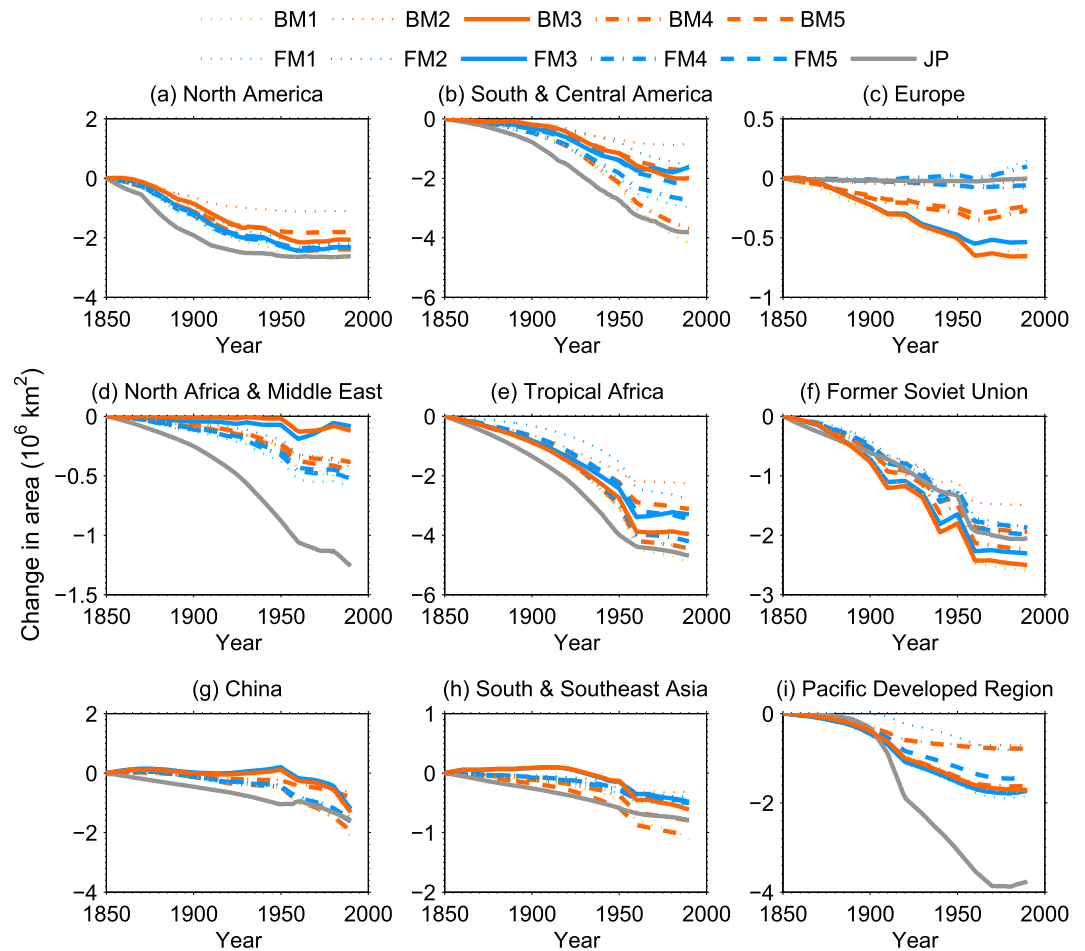 BM1 BM2 BM3 BM4 BM5
FM1 FM2 FM3 FM4 FM5 JP
(a) North America
(b) South & Central America
(c) Europe
2
0
−2
−4
1850 1900 1950 2000
Year
0
−2
−4
−6
1850 1900 1950 2000
Year
0.5
0
−0.5
−1
1850 1900 1950 2000
Year
Change in area (10⁶ km²)
(d) North Africa & Middle East
(e) Tropical Africa
(f) Former Soviet Union
0
−0.5
−1
−1.5
1850 1900 1950 2000
Year
0
−2
−4
−6
1850 1900 1950 2000
Year
0
−1
−2
−3
1850 1900 1950 2000
Year
(g) China
(h) South & Southeast Asia
(i) Pacific Developed Region
2
0
−2
−4
1850 1900 1950 2000
Year
1
0
−1
−2
1850 1900 1950 2000
Year
0
−2
−4
1850 1900 1950 2000
Year